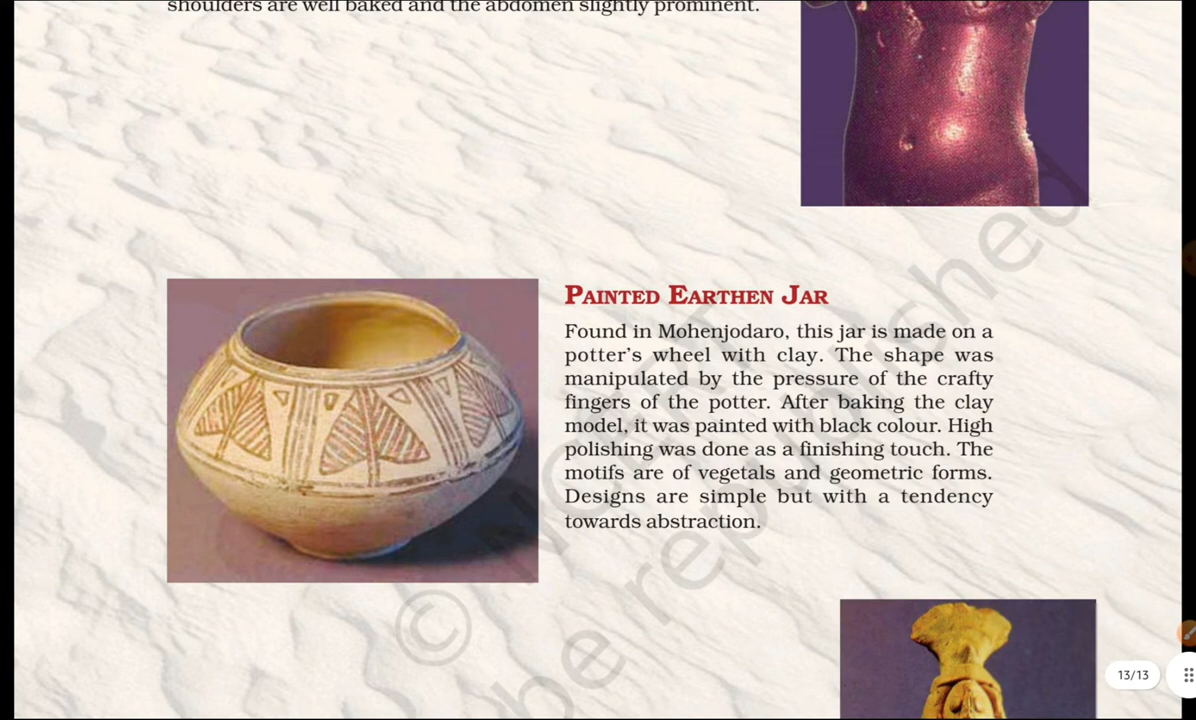 shoulders are well baked and the abdomen slightly prominent.
PAINTED EARTHEN JAR
Found in Mohenjodaro, this jar is made on a
potter's wheel with clay. The shape was
manipulated by the pressure of the crafty
fingers of the potter. After baking the clay
model, it was painted with black colour. High
polishing was done as a finishing touch. The
motifs are of vegetals and geometric forms.
Designs are simple but with a tendency
towards abstraction.
©
be republished
13/13